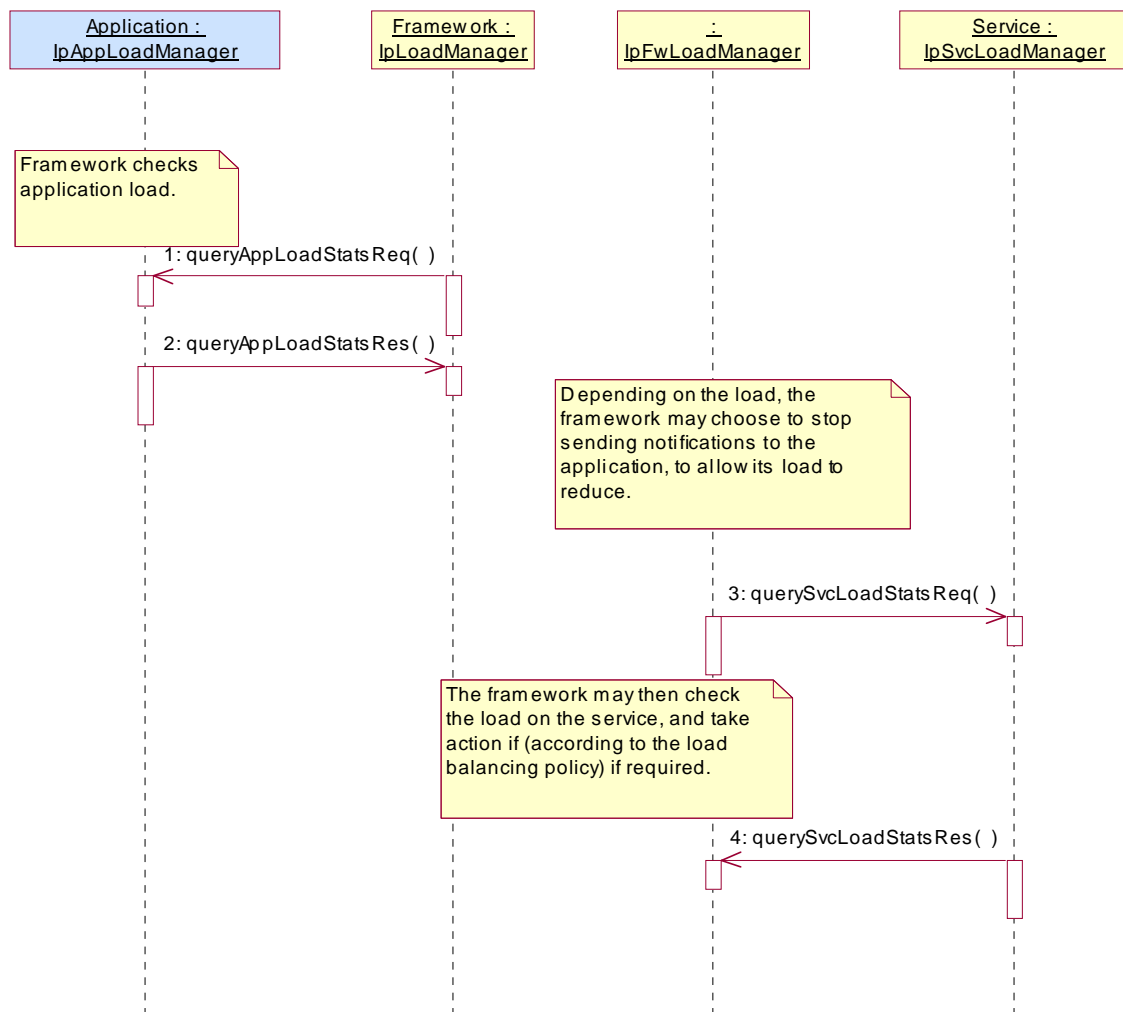 Application :
IpAppLoadManager
Framework :
IpLoadManager
:
IpFwLoadManager
Service :
IpSvcLoadManager
Framework checks
application load.
1: queryAppLoadStatsReq( )
2: queryAppLoadStatsRes( )
Depending on the load, the
framework may choose to stop
sending notifications to the
application, to allow its load to
reduce.
3: querySvcLoadStatsReq( )
The framework may then check
the load on the service, and take
action if (according to the load
balancing policy) if required.
4: querySvcLoadStatsRes( )